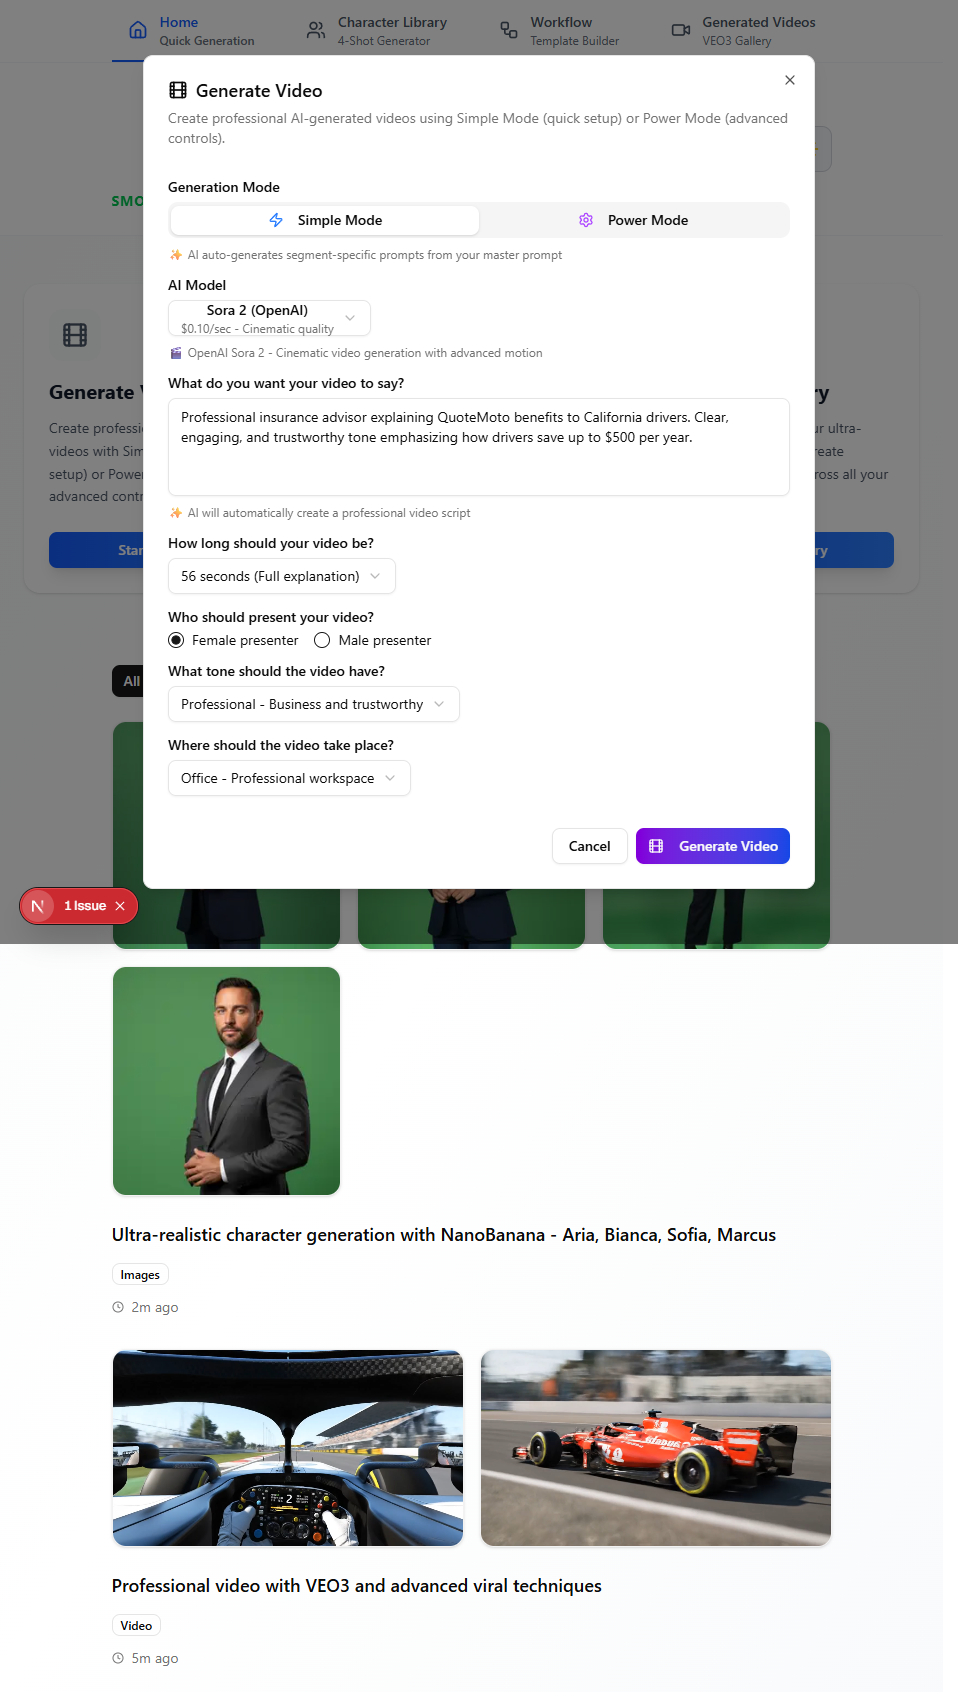 Home
Quick Generation
Character Library
4-Shot Generator
Workflow
Template Builder
Generated Videos
VEO3 Gallery
Generate Video
Create professional AI-generated videos using Simple Mode (quick setup) or Power Mode (advanced
controls).
SMO
Generation Mode
Simple Mode
Power Mode
✨ AI auto-generates segment-specific prompts from your master prompt
AI Model
Sora 2 (OpenAI)
$0.10/sec - Cinematic quality
🎬 OpenAI Sora 2 - Cinematic video generation with advanced motion
What do you want your video to say?
Professional insurance advisor explaining QuoteMoto benefits to California drivers. Clear,
engaging, and trustworthy tone emphasizing how drivers save up to $500 per year.
✨ AI will automatically create a professional video script
How long should your video be?
56 seconds (Full explanation)
Who should present your video?
Female presenter
Male presenter
What tone should the video have?
Professional - Business and trustworthy
Where should the video take place?
Office - Professional workspace
Cancel
Generate Video
Generate
Create professi
videos with Sim
setup) or Powe
advanced contr
Star
ry
ur ultra-
reate
ross all your
ry
All
1 Issue
Ultra-realistic character generation with NanoBanana - Aria, Bianca, Sofia, Marcus
Images
2m ago
Professional video with VEO3 and advanced viral techniques
Video
5m ago